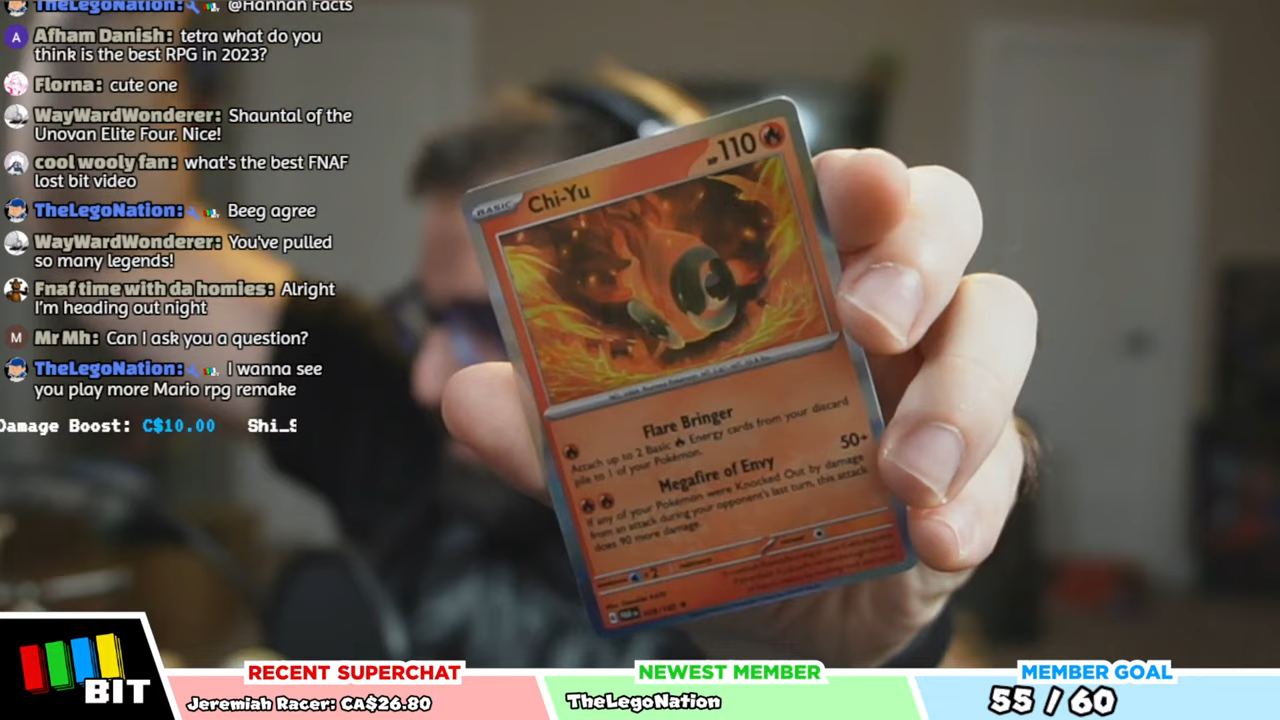 TheLegoNation: @Hannan Facts
Afham Danish: tetra what do you
think is the best RPG in 2023?
Florna: cute one
WayWardWonderer: Shauntal of the
Unovan Elite Four. Nice!
cool wooly fan: what's the best FNAF
lost bit video
TheLegoNation: Beeg agree
WayWardWonderer: You've pulled
so many legends!
Fnaf time with da homies: Alright
I'm heading out night
M
Mr Mh: Can I ask you a question?
TheLegoNation: I wanna see
you play more Mario rpg remake
Damage Boost: C$10.00 Shi_S
BASIC Chi-Yu HP 110
Flare Bringer
Attach up to 2 Basic Energy cards from your discard
pile to 1 of your Pokémon.
Megafire of Envy 50+
If any of your Pokémon were Knocked Out by damage
from an attack during your opponent's last turn, this attack
does 90 more damage.
×2
BIT
RECENT SUPERCHAT
Jeremiah Racer: CA$26.80
NEWEST MEMBER
TheLegoNation
MEMBER GOAL
55 / 60